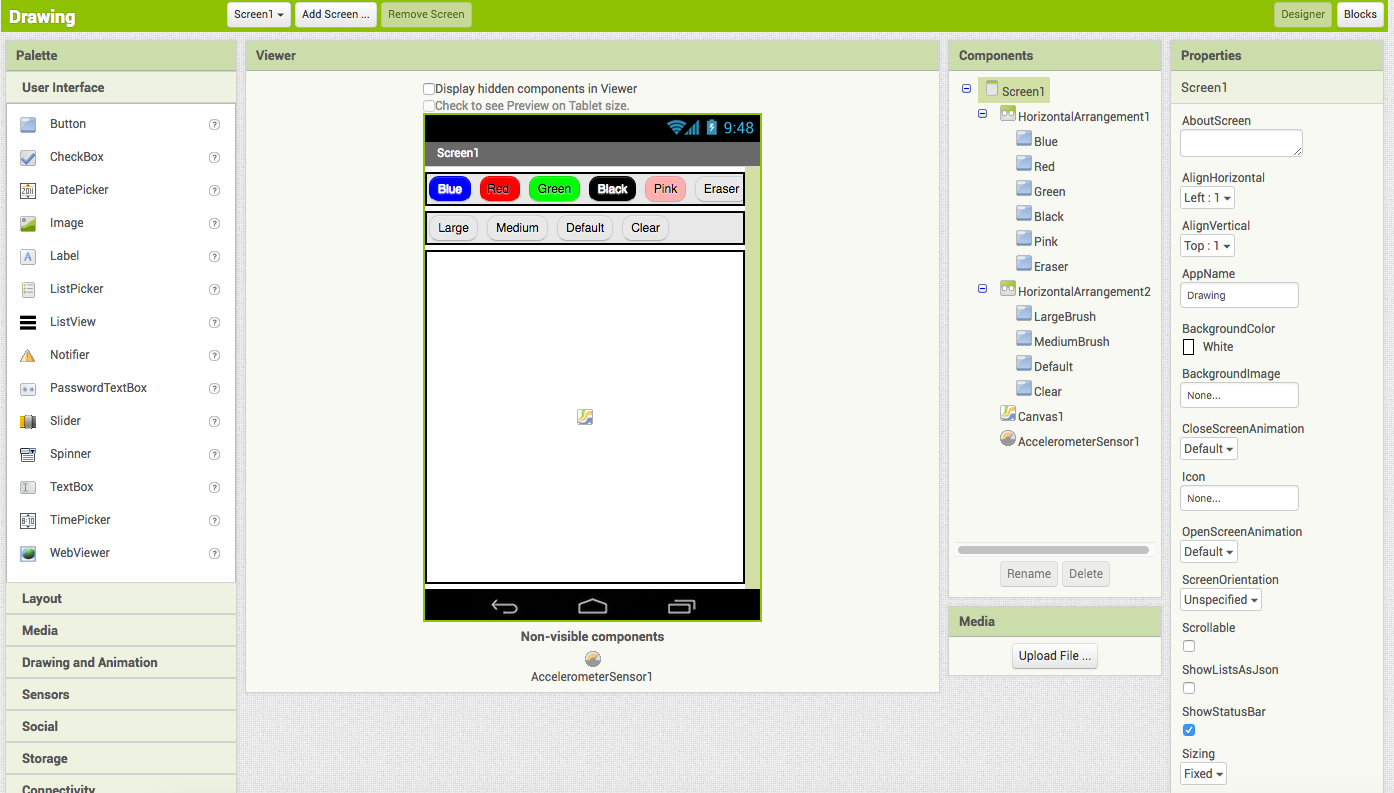 Drawing
Screen1
Add Screen ...
Remove Screen
Designer
Blocks
Palette
User Interface
Button
CheckBox
DatePicker
Image
Label
ListPicker
ListView
Notifier
PasswordTextBox
Slider
Spinner
TextBox
TimePicker
WebViewer
Layout
Media
Drawing and Animation
Sensors
Social
Storage
Connectivity
Viewer
Display hidden components in Viewer
Check to see Preview on Tablet size.
9:48
Screen1
Blue Red Green Black Pink Eraser
Large Medium Default Clear
Non-visible components
AccelerometerSensor1
Components
Screen1
HorizontalArrangement1
Blue
Red
Green
Black
Pink
Eraser
HorizontalArrangement2
LargeBrush
MediumBrush
Default
Clear
Canvas1
AccelerometerSensor1
Rename
Delete
Media
Upload File ...
Properties
Screen1
AboutScreen
AlignHorizontal
Left : 1
AlignVertical
Top : 1
AppName
Drawing
BackgroundColor
White
BackgroundImage
None...
CloseScreenAnimation
Default
Icon
None...
OpenScreenAnimation
Default
ScreenOrientation
Unspecified
Scrollable
ShowListsAsJson
ShowStatusBar
Sizing
Fixed